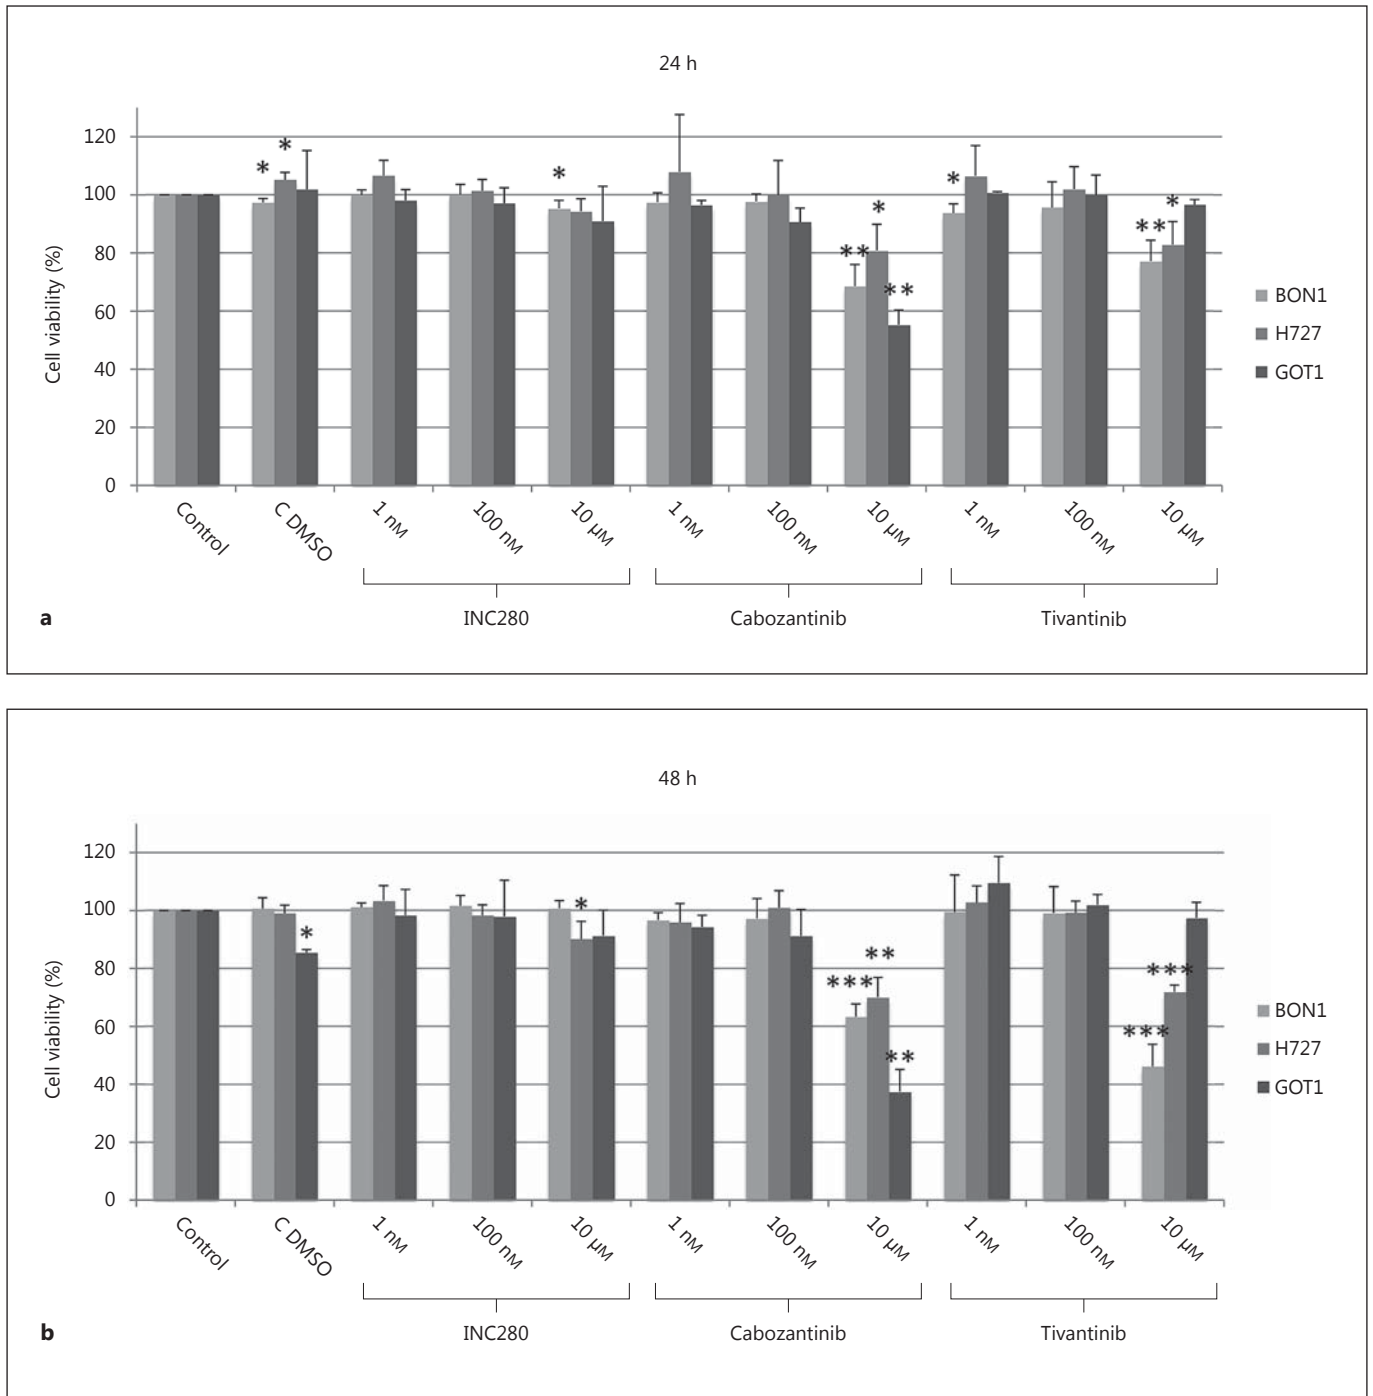 24 h
*
*
*
*
*
**
**
*
**
120
100
80
60
40
20
0
Cell viability (%)
BON1
H727
GOT1
Control
C DMSO
1 nM
100 nM
10 µM
1 nM
100 nM
10 µM
1 nM
100 nM
10 µM
INC280
Cabozantinib
Tivantinib
a
48 h
*
*
**
***
***
***
**
120
100
80
60
40
20
0
Cell viability (%)
BON1
H727
GOT1
Control
C DMSO
1 nM
100 nM
10 µM
1 nM
100 nM
10 µM
1 nM
100 nM
10 µM
INC280
Cabozantinib
Tivantinib
b